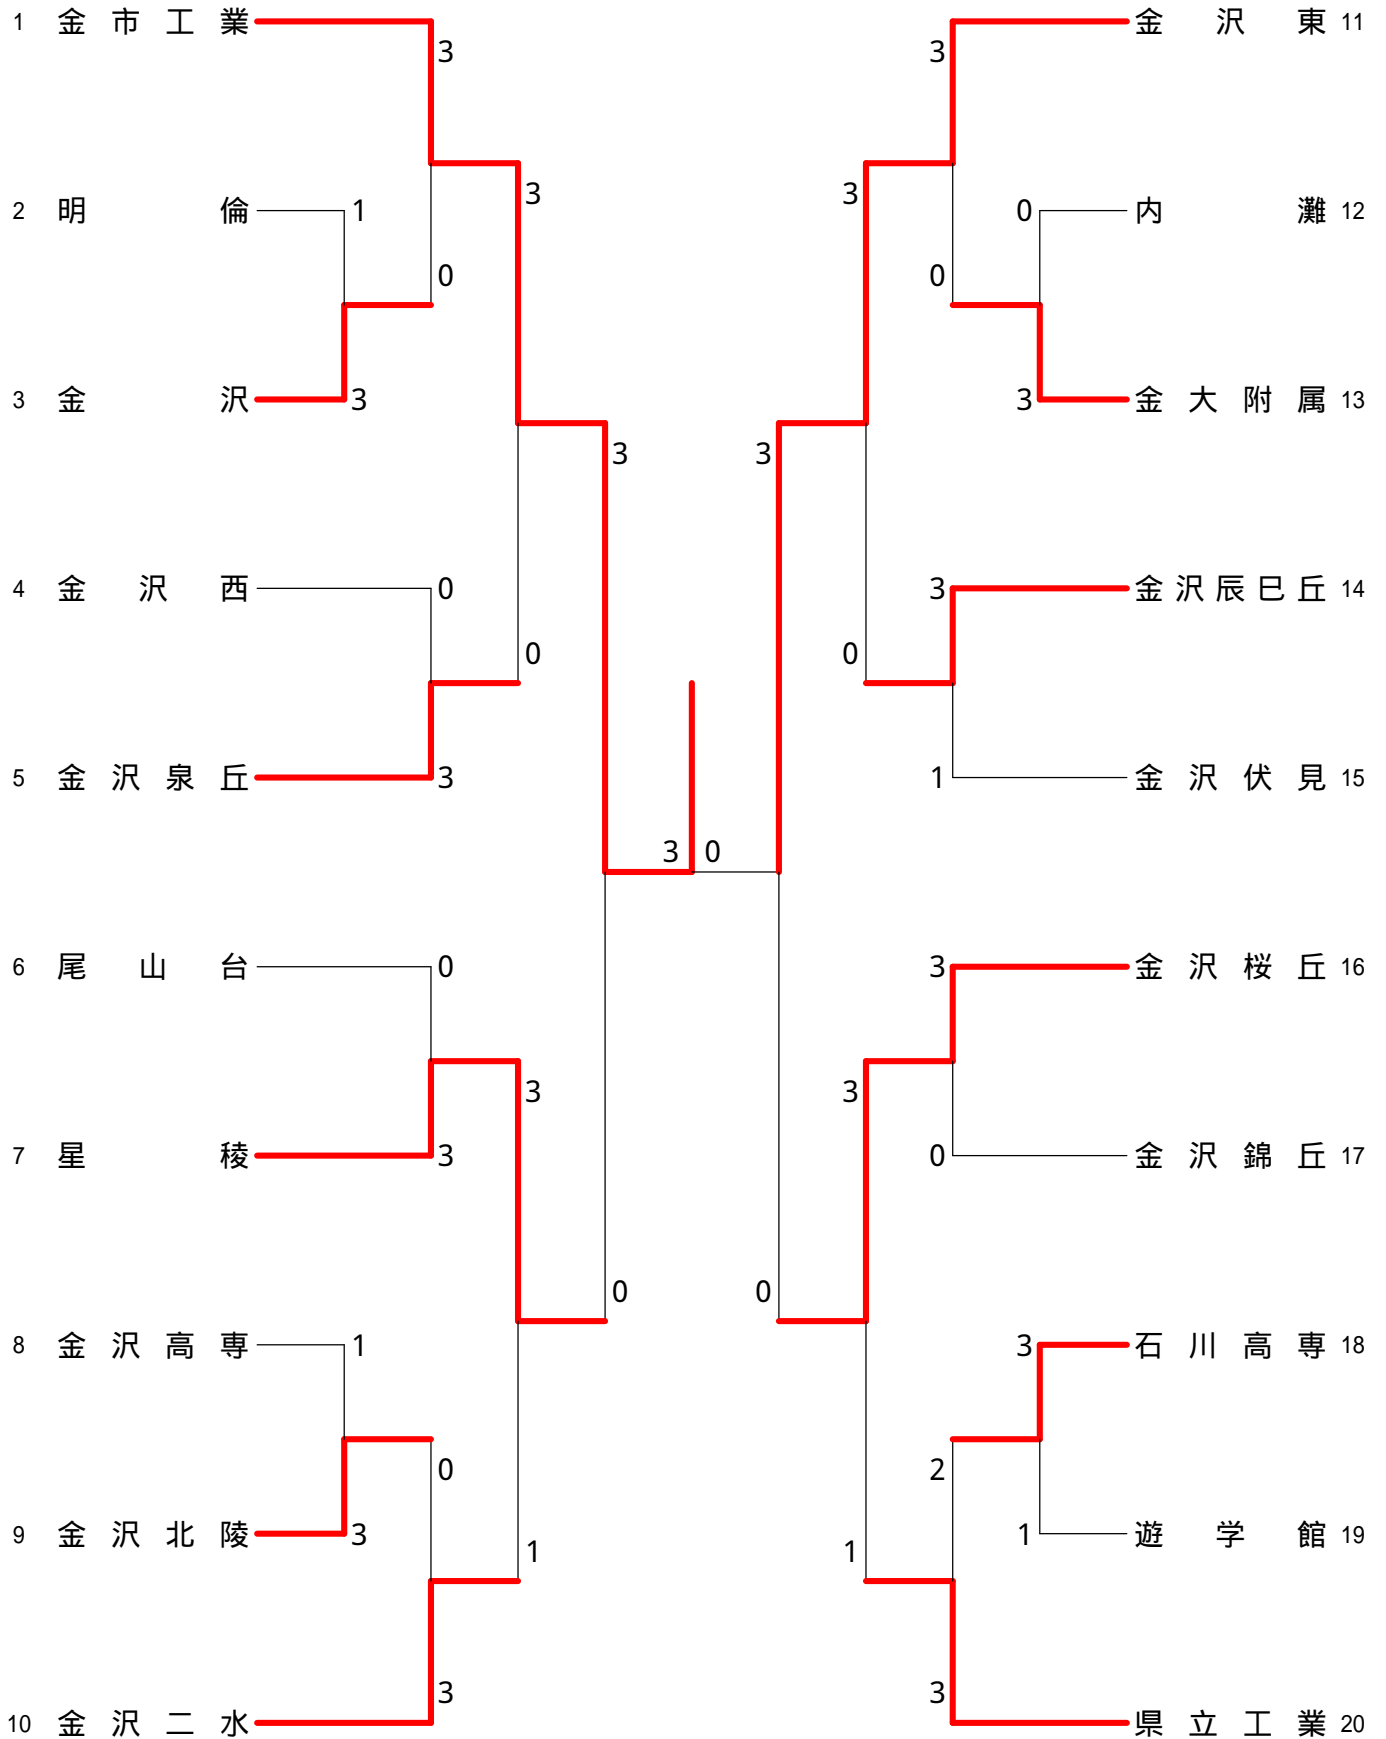 1 金市工業
3
3 金沢東 11
3
3
2 明倫 1
0 内灘 12
0
0
3 金沢 3
3 金大附属 13
3
3
4 金沢西 0
3 金沢辰巳丘 14
0
0
5 金沢泉丘 3
1 金沢伏見 15
3 0
6 尾山台 0
3 金沢桜丘 16
3
3
7 星稜 3
0 金沢錦丘 17
0
0
8 金沢高専 1
3 石川高専 18
0
2
9 金沢北陵 3
1 遊学館 19
1
1
3
3
10 金沢二水
県立工業 20